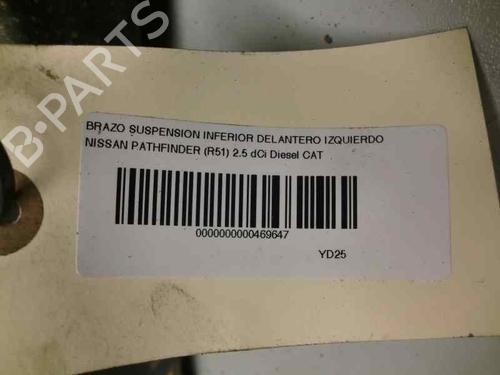 B-PARTS
BRAZO SUSPENSION INFERIOR DELANTERO IZQUIERDO
NISSAN PATHFINDER (R51) 2.5 dCi Diesel CAT
0000000000469647
YD25